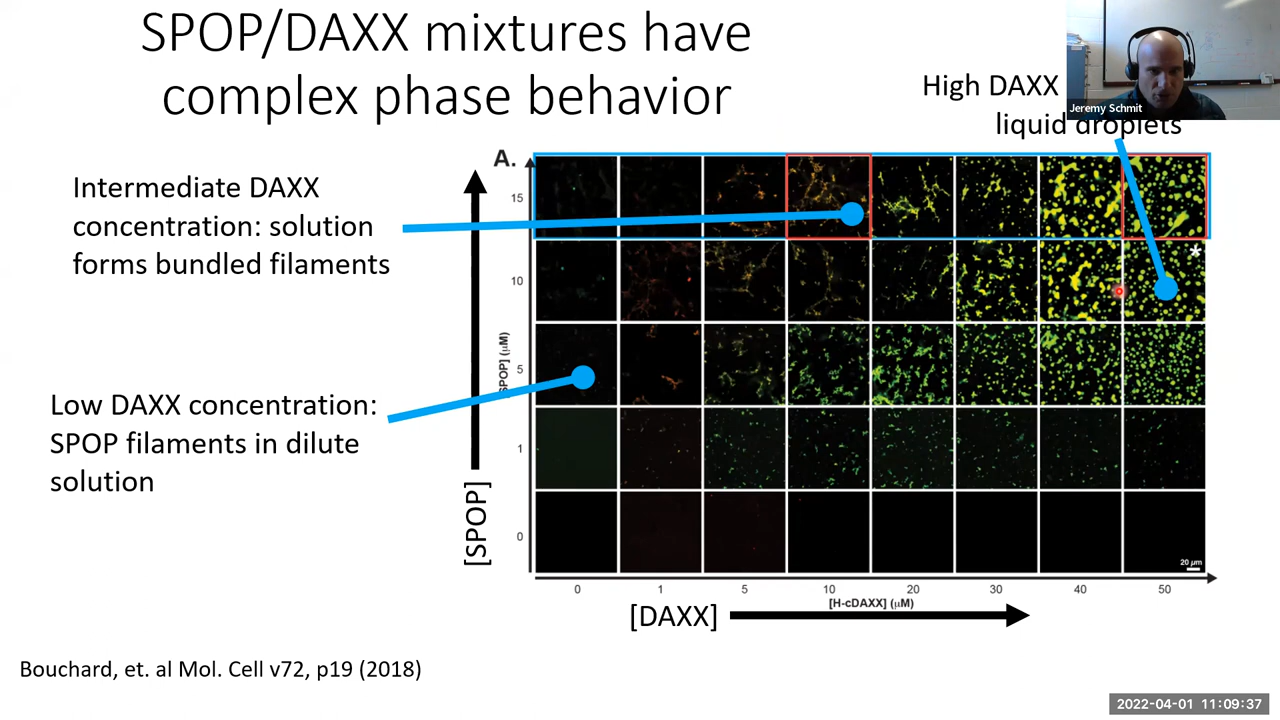 SPOP/DAXX mixtures have
complex phase behavior
High DAXX
liquid droplets
Jeremy Schmit
Intermediate DAXX
concentration: solution
forms bundled filaments
Low DAXX concentration:
SPOP filaments in dilute
solution
A.
15
10
5
1
0
SPOP] (μM)
[SPOP]
*
20 μm
0 1 5 10 20 30 40 50
[H-cDAXX] (μM)
[DAXX]
Bouchard, et. al Mol. Cell v72, p19 (2018)
2022-04-01 11:09:37